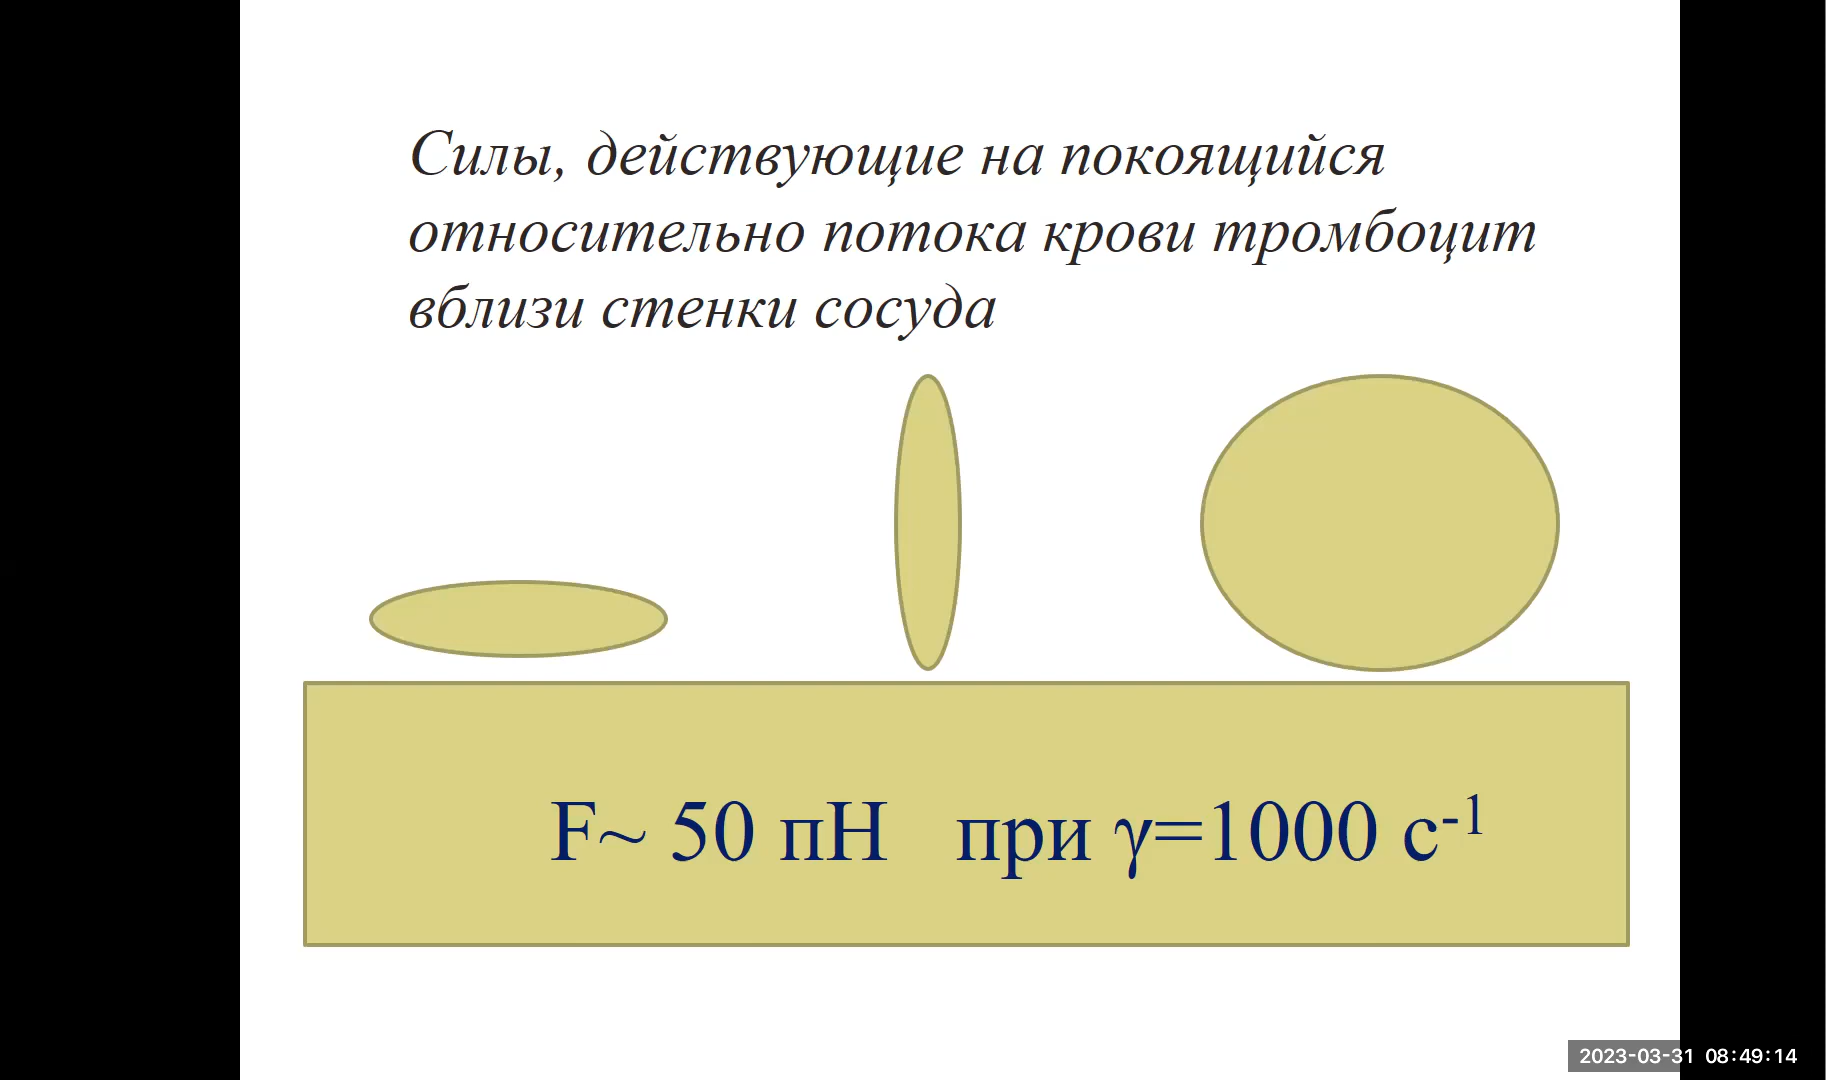 Силы, действующие на покоящийся
относительно потока крови тромбоцит
вблизи стенки сосуда
F~ 50 пН при γ=1000 с⁻¹
2023-03-31 08:49:14